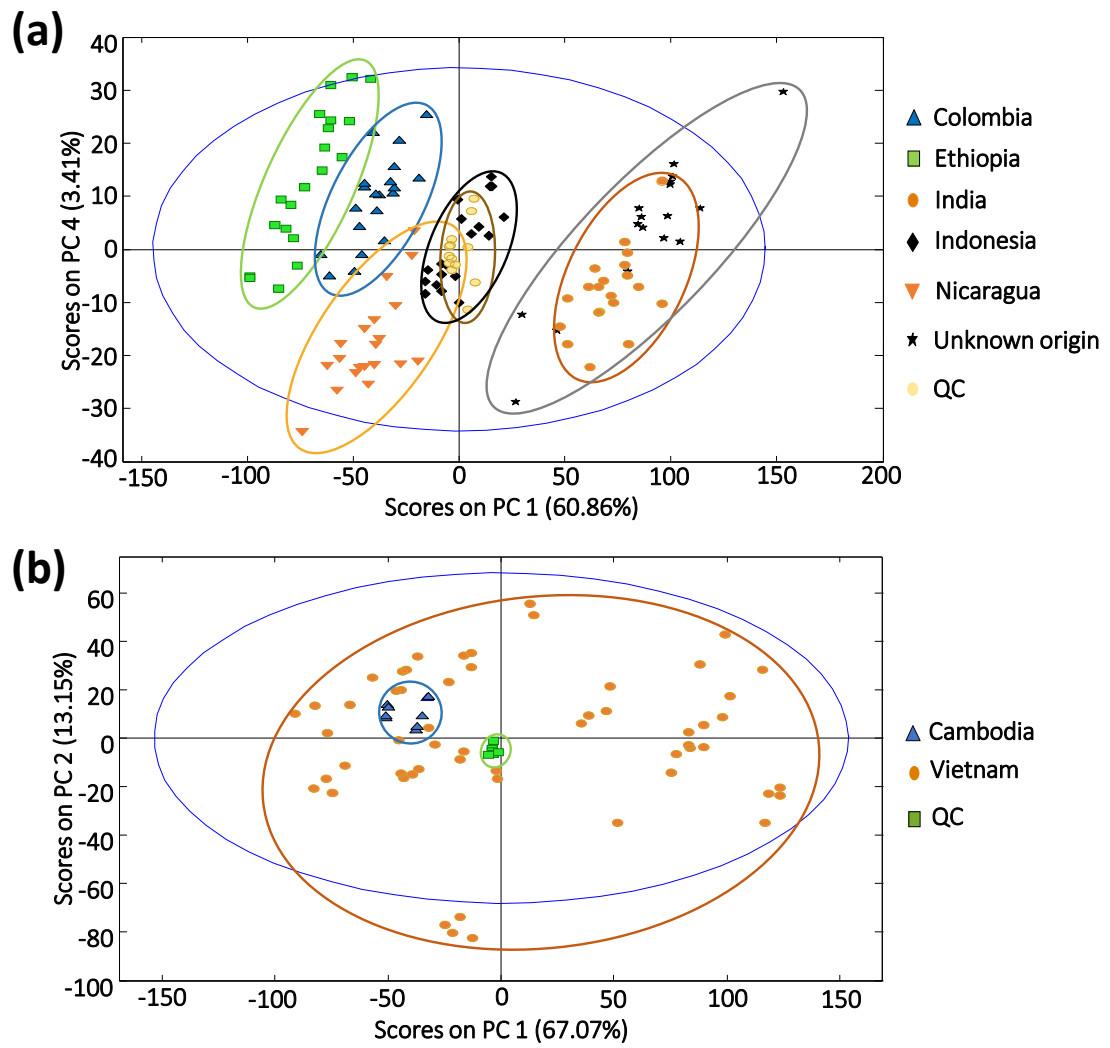 (a)
40
30
20
10
0
-10
-20
-30
-40
Scores on PC 4 (3.41%)
-150
-100
-50
0
50
100
150
200
Scores on PC 1 (60.86%)
Colombia
Ethiopia
India
Indonesia
Nicaragua
Unknown origin
QC
(b)
60
40
20
0
-20
-40
-60
-80
-100
Scores on PC 2 (13.15%)
-150
-100
-50
0
50
100
150
Scores on PC 1 (67.07%)
Cambodia
Vietnam
QC